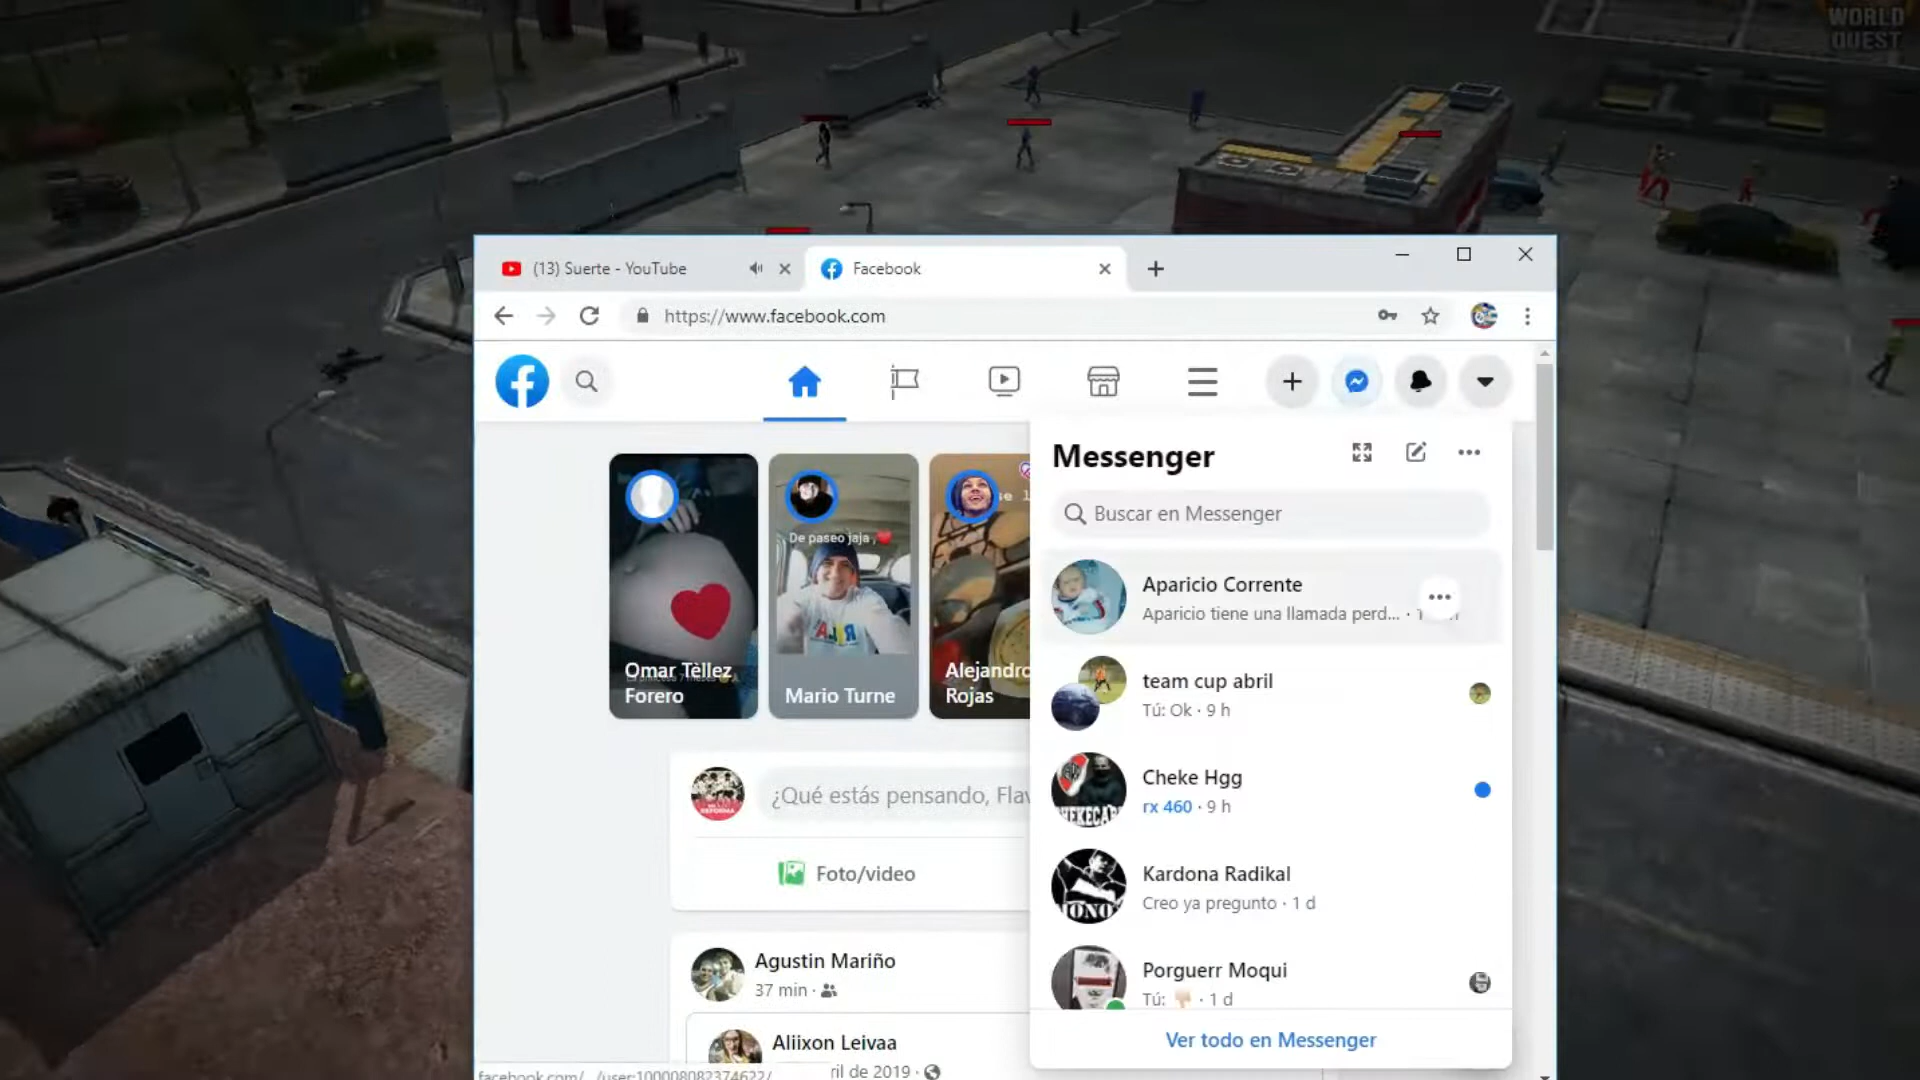 WORLD
QUEST
(13) Suerte - YouTube
Facebook
https://www.facebook.com
Messenger
Buscar en Messenger
De paseo jaja ,❤️
Omar Tèllez
Forero
Mario Turne
Alejandro
Rojas
Aparicio Corrente
Aparicio tiene una llamada perd... ·
team cup abril
Tú: Ok · 9 h
Cheke Hgg
rx 460 · 9 h
¿Qué estás pensando, Flav
Foto/video
Kardona Radikal
Creo ya pregunto · 1 d
Agustin Mariño
37 min ·
Porguerr Moqui
Tú: 👎🏻 · 1 d
Aliixon Leivaa
ril de 2019 ·
Ver todo en Messenger
facebook.com/.../user:100008082374622/